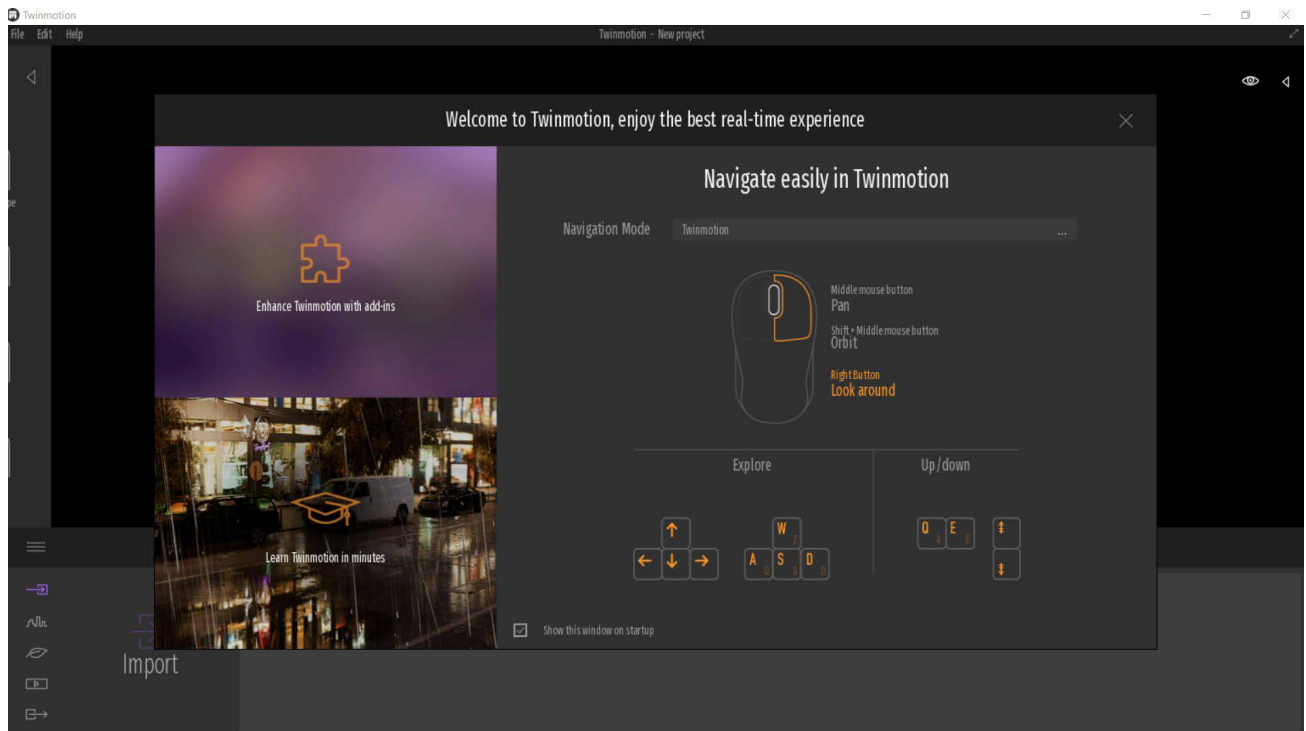 Twinmotion
File Edit Help
Twinmotion - New project
pe
Welcome to Twinmotion, enjoy the best real-time experience
Enhance Twinmotion with add-ins
Learn Twinmotion in minutes
Navigate easily in Twinmotion
Navigation Mode
Twinmotion
...
Middle mouse button
Pan
Shift + Middle mouse button
Orbit
Right Button
Look around
Explore
Up/down
W Z
A Q S S D D
Q A E E
Show this window on startup
Import